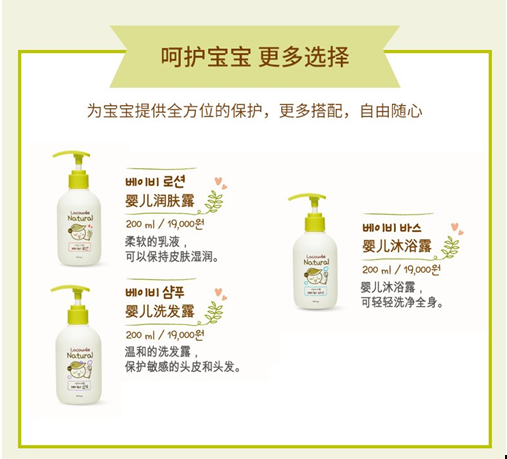 呵护宝宝 更多选择
为宝宝提供全方位的保护，更多搭配，自由随心
베이비 로션
婴儿润肤露
200 ml / 19,000원
柔软的乳液，
可以保持皮肤湿润。
Natural
베이비 샴푸
婴儿洗发露
200 ml / 19,000원
温和的洗发露，
保护敏感的头皮和头发。
Natural
베이비 바스
婴儿沐浴露
200 ml / 19,000원
婴儿沐浴露，
可轻轻洗净全身。
Natural